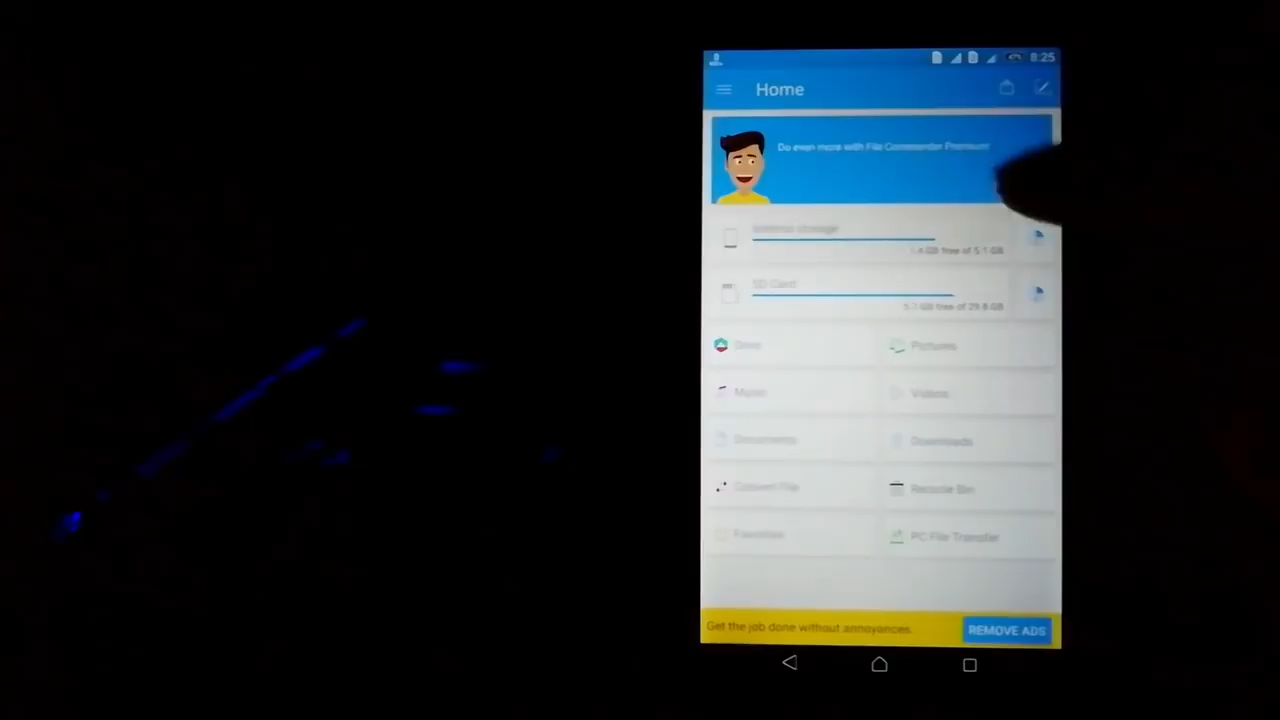 8:25
Home
Do even more with File Commander Premium!
Internal storage
1.4 GB free of 5.1 GB
SD Card
5.7 GB free of 29.8 GB
Pictures
Music
Videos
Documents
Downloads
Convert File
Recycle Bin
Favorites
PC File Transfer
Get the job done without annoyances.
REMOVE ADS